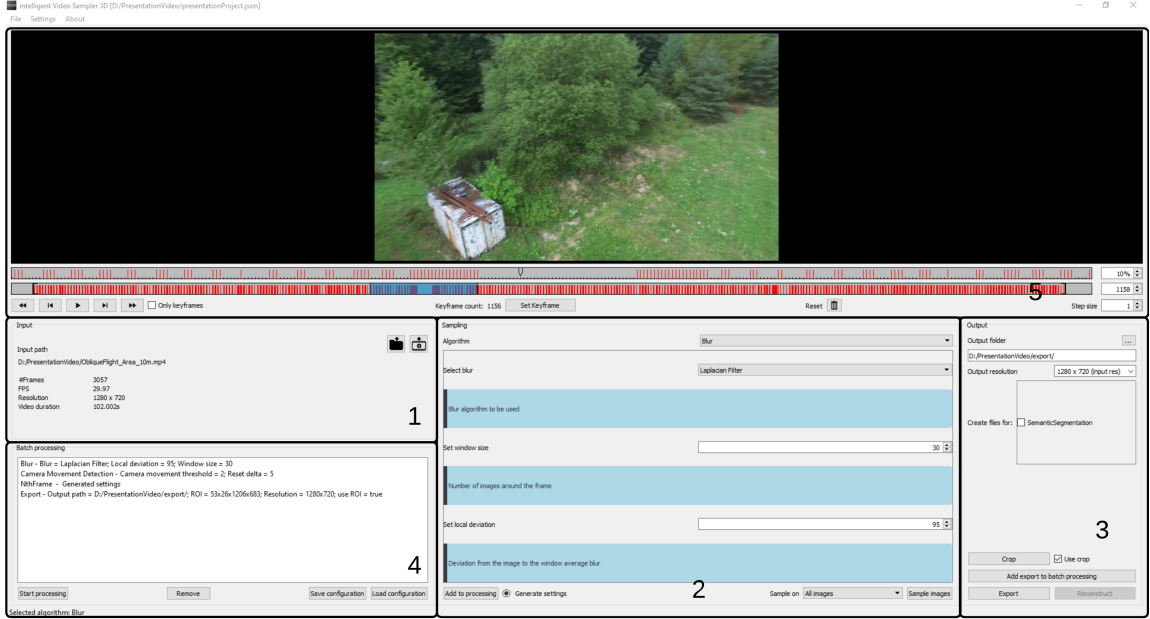 intelligent Video Sampler 3D [D:/PresentationVideo/presentationProject.json]
File Settings About
10%
1158
5
Only keyframes
Keyframe count: 1156
Set Keyframe
Reset
Step size
1
Input
Input path
D:/PresentationVideo/ObliqueFlight_Area_10m.mp4
#Frames 3057
FPS 29.97
Resolution 1280 x 720
Video duration 102.002s
1
Batch processing
Blur - Blur = Laplacian Filter; Local deviation = 95; Window size = 30
Camera Movement Detection - Camera movement threshold = 2; Reset delta = 5
NthFrame - Generated settings
Export - Output path = D:/PresentationVideo/export/; ROI = 53x26x1206x683; Resolution = 1280x720; use ROI = true
4
Start processing
Remove
Save configuration
Load configuration
Selected algorithm: Blur
Sampling
Algorithm Blur
Select blur Laplacian Filter
Blur algorithm to be used
Set window size 30
Number of images around the frame
Set local deviation 95
Deviation from the image to the window average blur
2
Add to processing
Generate settings
Sample on All images
Sample images
Output
Output folder ...
D:/PresentationVideo/export/
Output resolution 1280 x 720 (input res)
Create files for: SemanticSegmentation
3
Crop
Use crop
Add export to batch processing
Export
Reconstruct